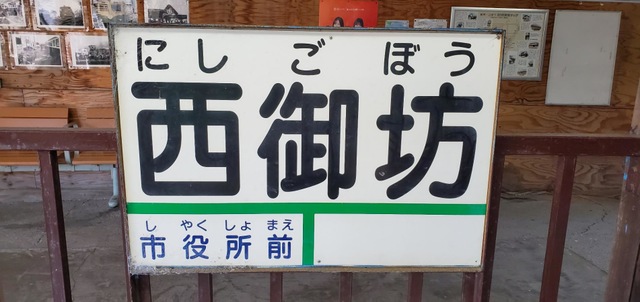 にしごぼう
西御坊
しやくしょまえ
市役所前